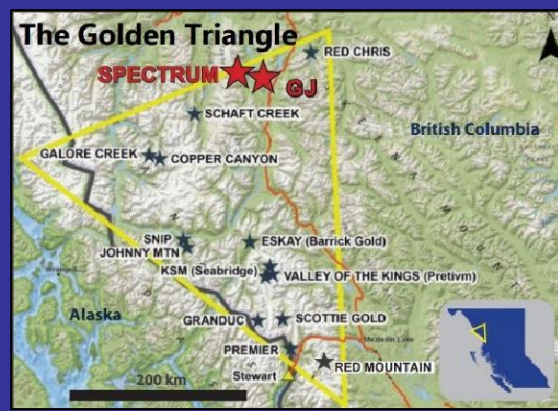 The Golden Triangle
RED CHRIS
SPECTRUM
GJ
SCHAFT CREEK
British Columbia
GALORE CREEK
COPPER CANYON
SNIP
ESKAY (Barrick Gold)
JOHNNY MTN
KSM (Seabridge)
VALLEY OF THE KINGS (Pretivm)
Alaska
GRANDUC
SCOTTIE GOLD
PREMIER
RED MOUNTAIN
Stewart
200 km